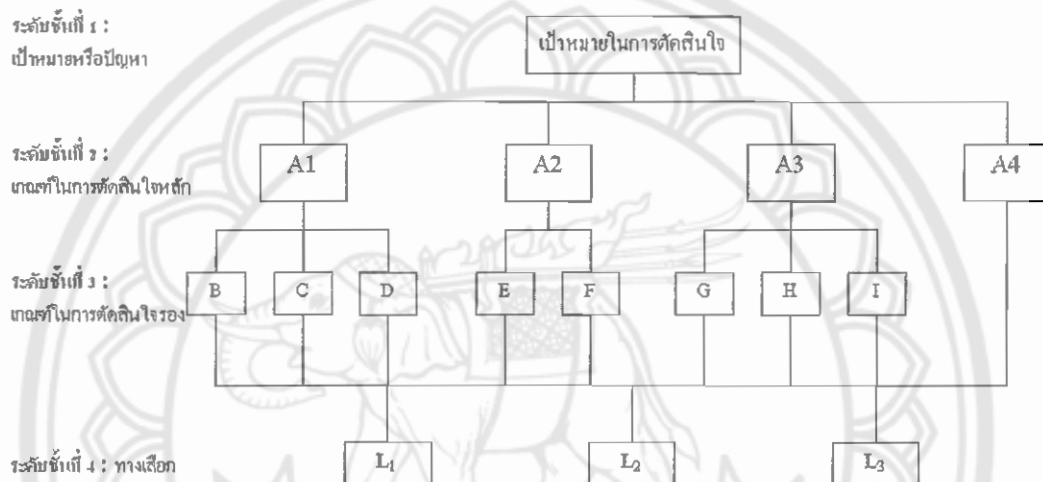 ระดับชั้นที่ 1 :
เป้าหมายหรือปัญหา
เป้าหมายในการตัดสินใจ
ระดับชั้นที่ 2 :
เกณฑ์ในการตัดสินใจหลัก
A1 A2 A3 A4
ระดับชั้นที่ 3 :
เกณฑ์ในการตัดสินใจรอง
B C D E F G H I
ระดับชั้นที่ 4 : ทางเลือก
L₁ L₂ L₃